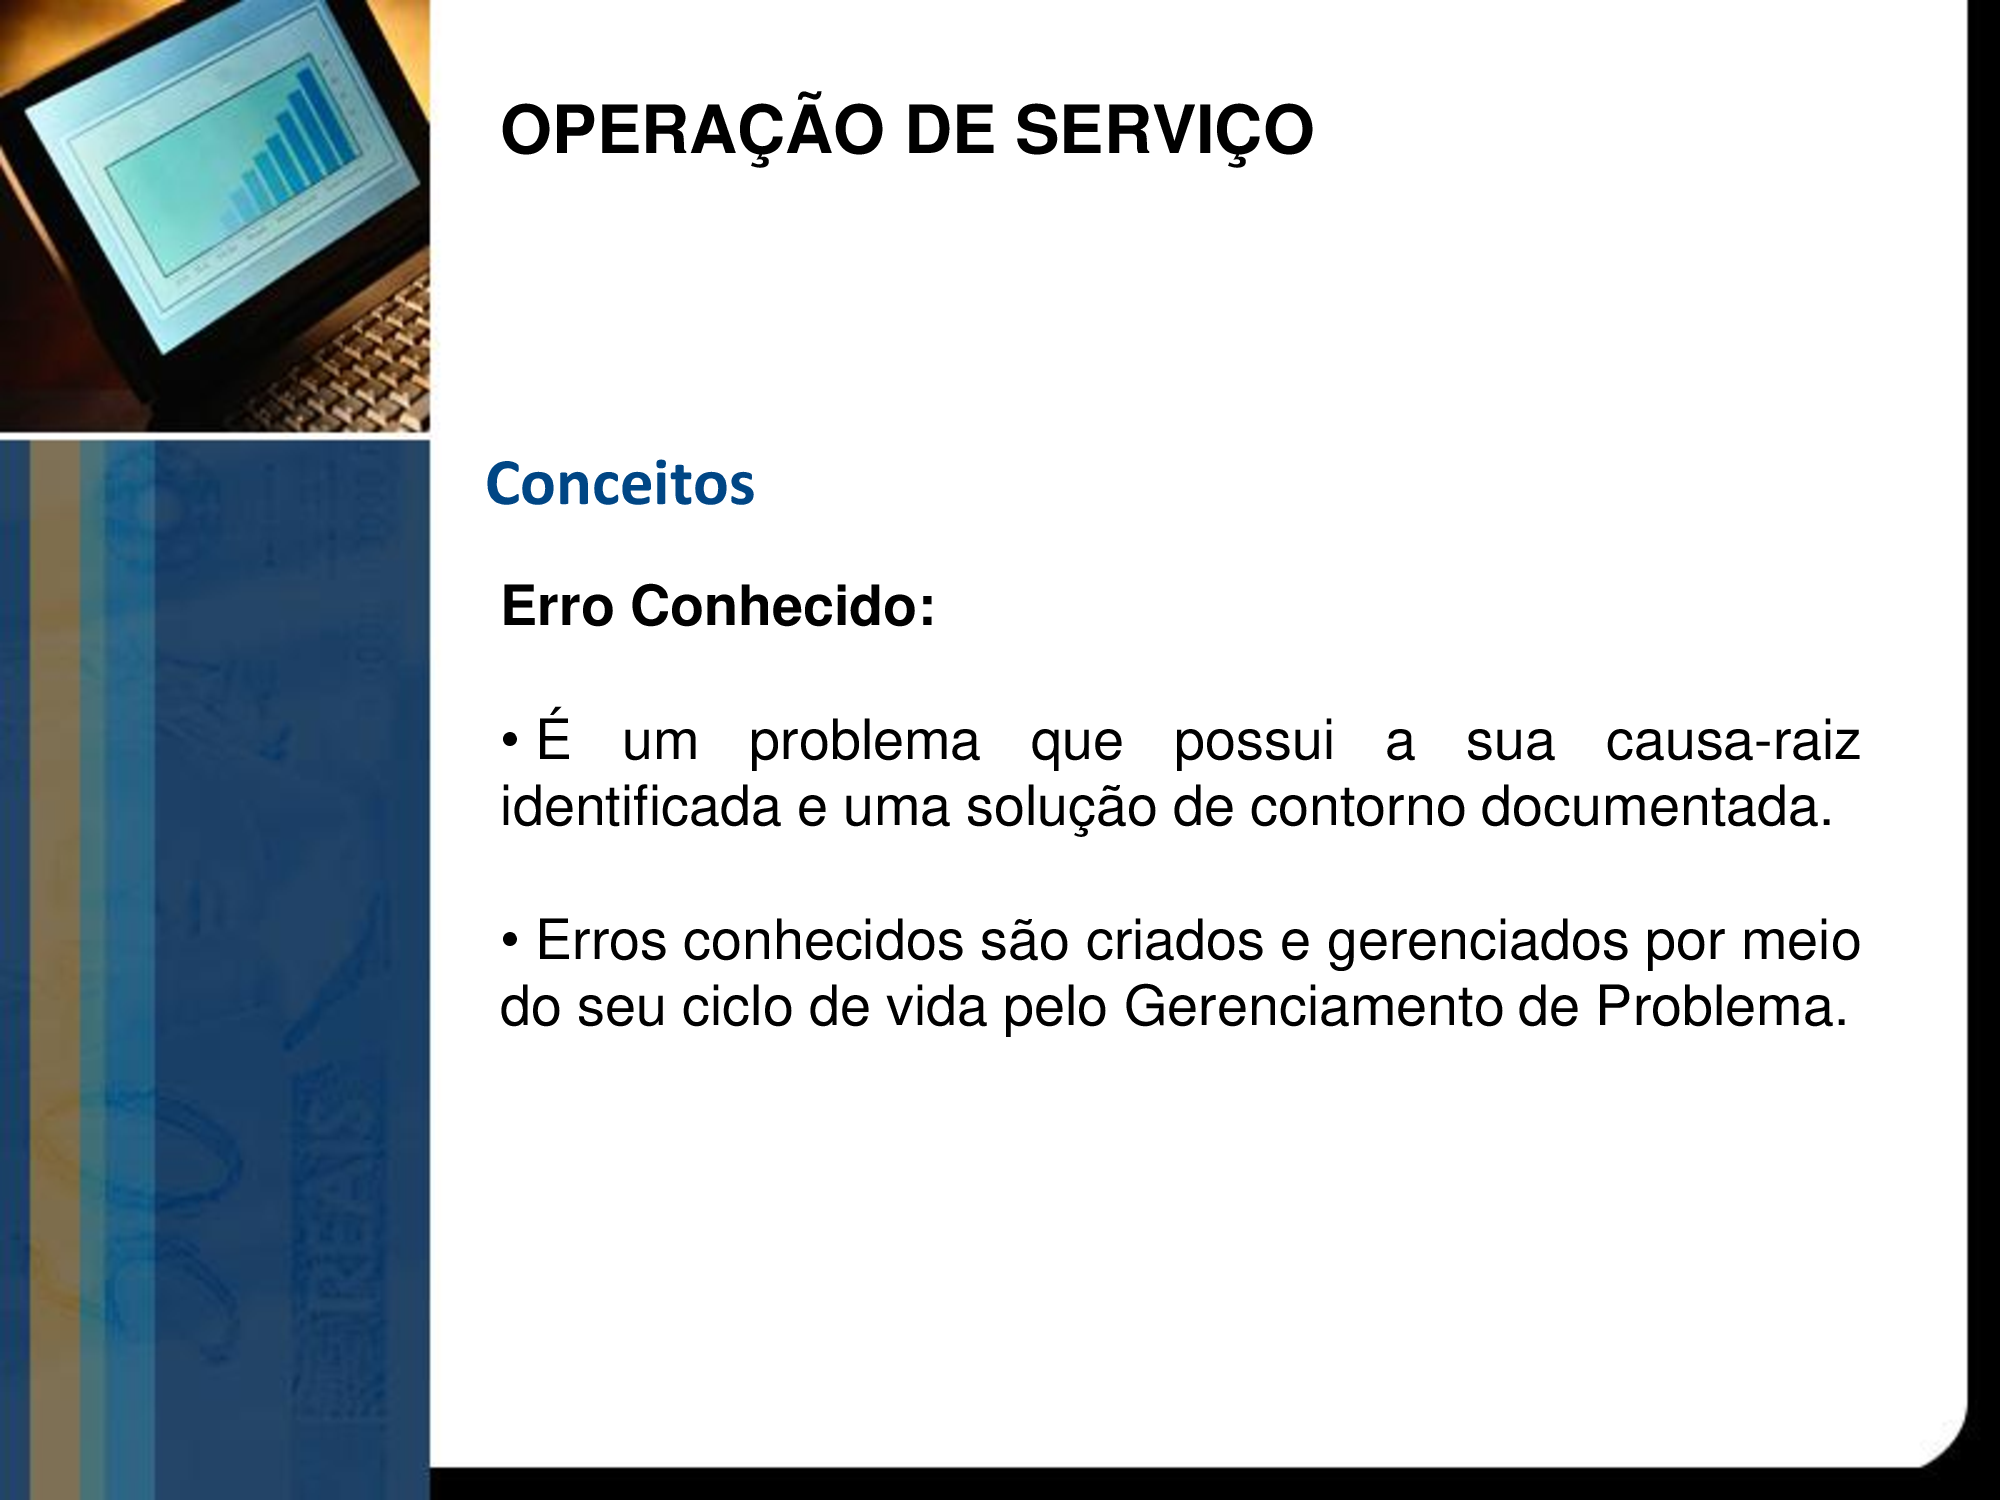 OPERAÇÃO DE SERVIÇO
Conceitos
Erro Conhecido:
• É um problema que possui a sua causa-raiz
identificada e uma solução de contorno documentada.
• Erros conhecidos são criados e gerenciados por meio
do seu ciclo de vida pelo Gerenciamento de Problema.
REAIS